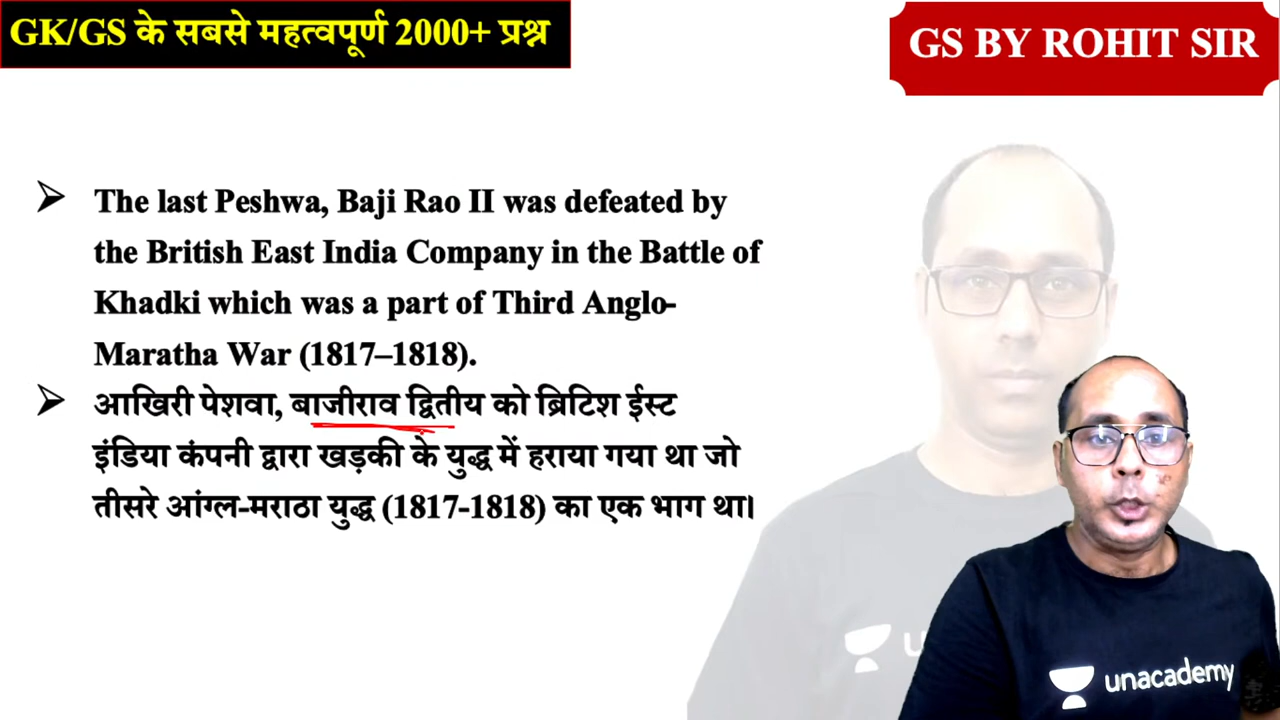 GK/GS के सबसे महत्वपूर्ण 2000+ प्रश्न
GS BY ROHIT SIR
The last Peshwa, Baji Rao II was defeated by
the British East India Company in the Battle of
Khadki which was a part of Third Anglo-
Maratha War (1817–1818).
आखिरी पेशवा, बाजीराव द्वितीय को ब्रिटिश ईस्ट
इंडिया कंपनी द्वारा खड़की के युद्ध में हराया गया था जो
तीसरे आंग्ल-मराठा युद्ध (1817-1818) का एक भाग था।
unacademy